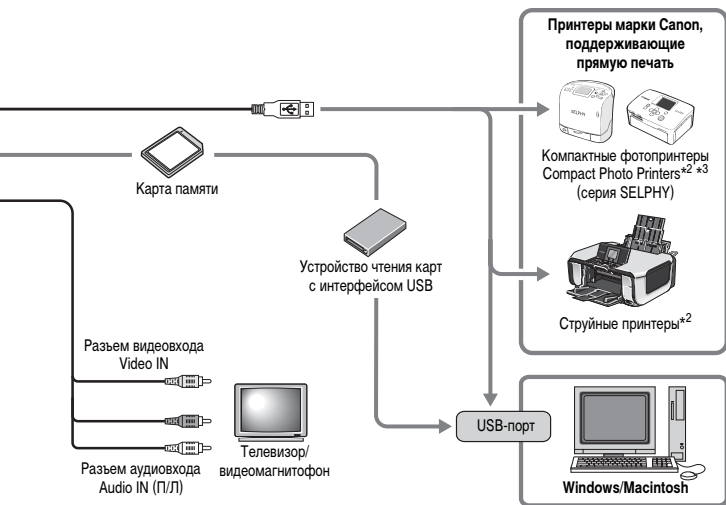 Принтеры марки Canon,
поддерживающие
прямую печать
SELPHY
Компактные фотопринтеры
Compact Photo Printers*2 *3
(серия SELPHY)
Карта памяти
Устройство чтения карт
с интерфейсом USB
Струйные принтеры*2
Разъем видеовхода
Video IN
USB-порт
Телевизор/
видеомагнитофон
Разъем аудиовхода
Audio IN (П/Л)
Windows/Macintosh